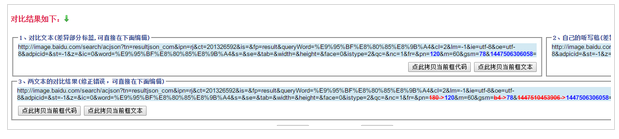 对比结果如下：
1、对比文本(差异部分标蓝,可直接在下面编辑)
http://image.baidu.com/search/acjson?tn=resultjson_com&ipn=rj&ct=201326592&is=&fp=result&queryWord=%E9%95%BF%E8%80%85%E8%9B%A4&cl=2&lm=-1&ie=utf-8&oe=utf-
8&adpicid=&st=-1&z=&ic=0&word=%E9%95%BF%E8%80%85%E8%9B%A4&s=&se=&tab=&width=&height=&face=0&istype=2&qc=&nc=1&fr=&pn=120&rn=60&gsm=78&1447506306058=
点此拷贝当前框代码 点此拷贝当前框文本
2、自己的听写稿(差
http://image.baidu.
8&adpicid=&st=-1&z
3、两文本的对比结果(修正错误，可直接在下面编辑)
http://image.baidu.com/search/acjson?tn=resultjson_com&ipn=rj&ct=201326592&is=&fp=result&queryWord=%E9%95%BF%E8%80%85%E8%9B%A4&cl=2&lm=-1&ie=utf-8&oe=utf-
8&adpicid=&st=-1&z=&ic=0&word=%E9%95%BF%E8%80%85%E8%9B%A4&s=&se=&tab=&width=&height=&face=0&istype=2&qc=&nc=1&fr=&pn=180->120&rn=60&gsm=b4->78&1447510453906->1447506306058=
点此拷贝当前框代码 点此拷贝当前框文本